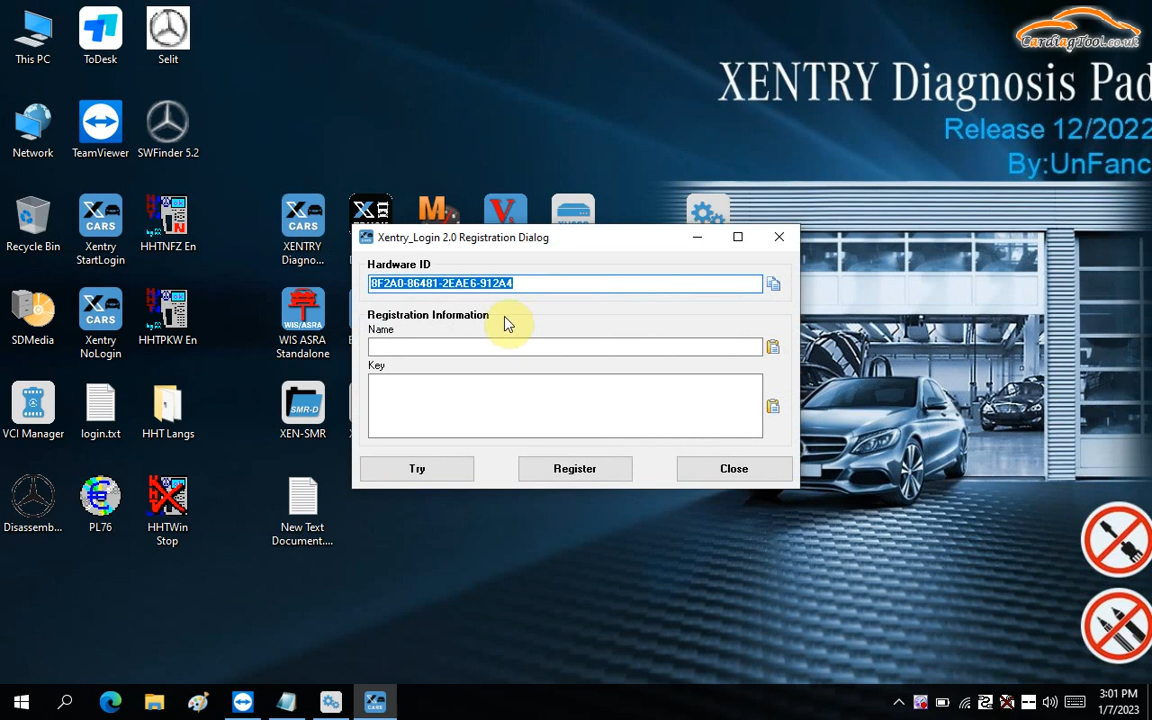 This PC
ToDesk
Selit
CarDiagTool.co.uk
XENTRY Diagnosis Pad
Release 12/2022
By:UnFanc
Network
TeamViewer
SWFinder 5.2
Recycle Bin
Xentry
StartLogin
HHTNFZ En
XENTRY
Diagno...
SDMedia
Xentry
NoLogin
HHTPKW En
WIS ASRA
Standalone
VCI Manager
login.txt
HHT Langs
XEN-SMR
Disassemb...
PL76
HHTWin
Stop
New Text
Document....
Xentry_Login 2.0 Registration Dialog
Hardware ID
8F2A0-86481-2EAE6-912A4
Registration Information
Name
Key
Try
Register
Close
3:01 PM
1/7/2023